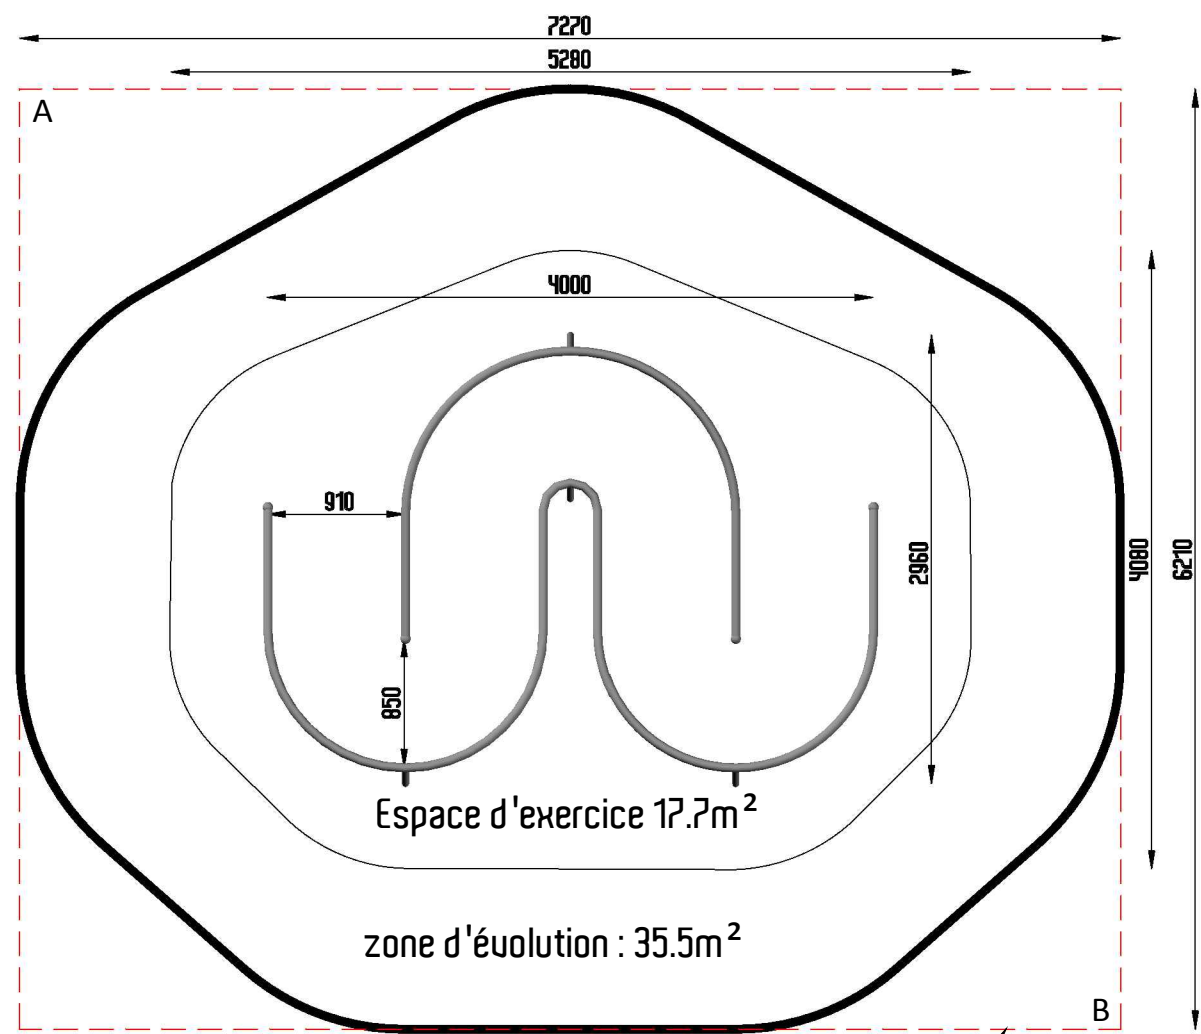 7270
5280
A
4000
910
2960
4080
6210
850
Espace d'exercice 17.7m²
zone d'évolution : 35.5m²
B